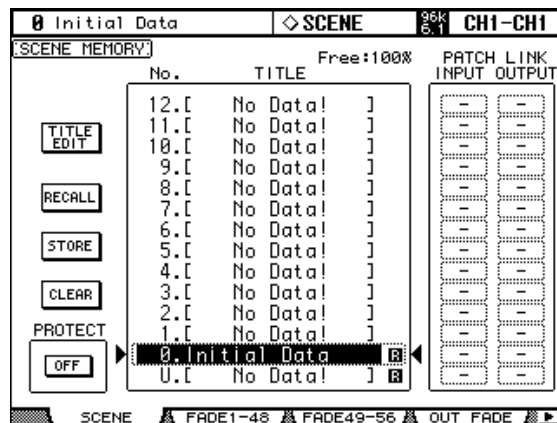 0 Initial Data ◇SCENE 96k 6.1 CH1-CH1
SCENE MEMORY
Free:100%
PATCH LINK
No. TITLE INPUT OUTPUT
12.[ No Data! ] - -
11.[ No Data! ] - -
10.[ No Data! ] - -
9.[ No Data! ] - -
8.[ No Data! ] - -
7.[ No Data! ] - -
6.[ No Data! ] - -
5.[ No Data! ] - -
4.[ No Data! ] - -
3.[ No Data! ] - -
2.[ No Data! ] - -
1.[ No Data! ] - -
0.Initial Data R - -
U.[ No Data! ] R - -
TITLE EDIT
RECALL
STORE
CLEAR
PROTECT
OFF
SCENE FADE1-48 FADE49-56 OUT FADE